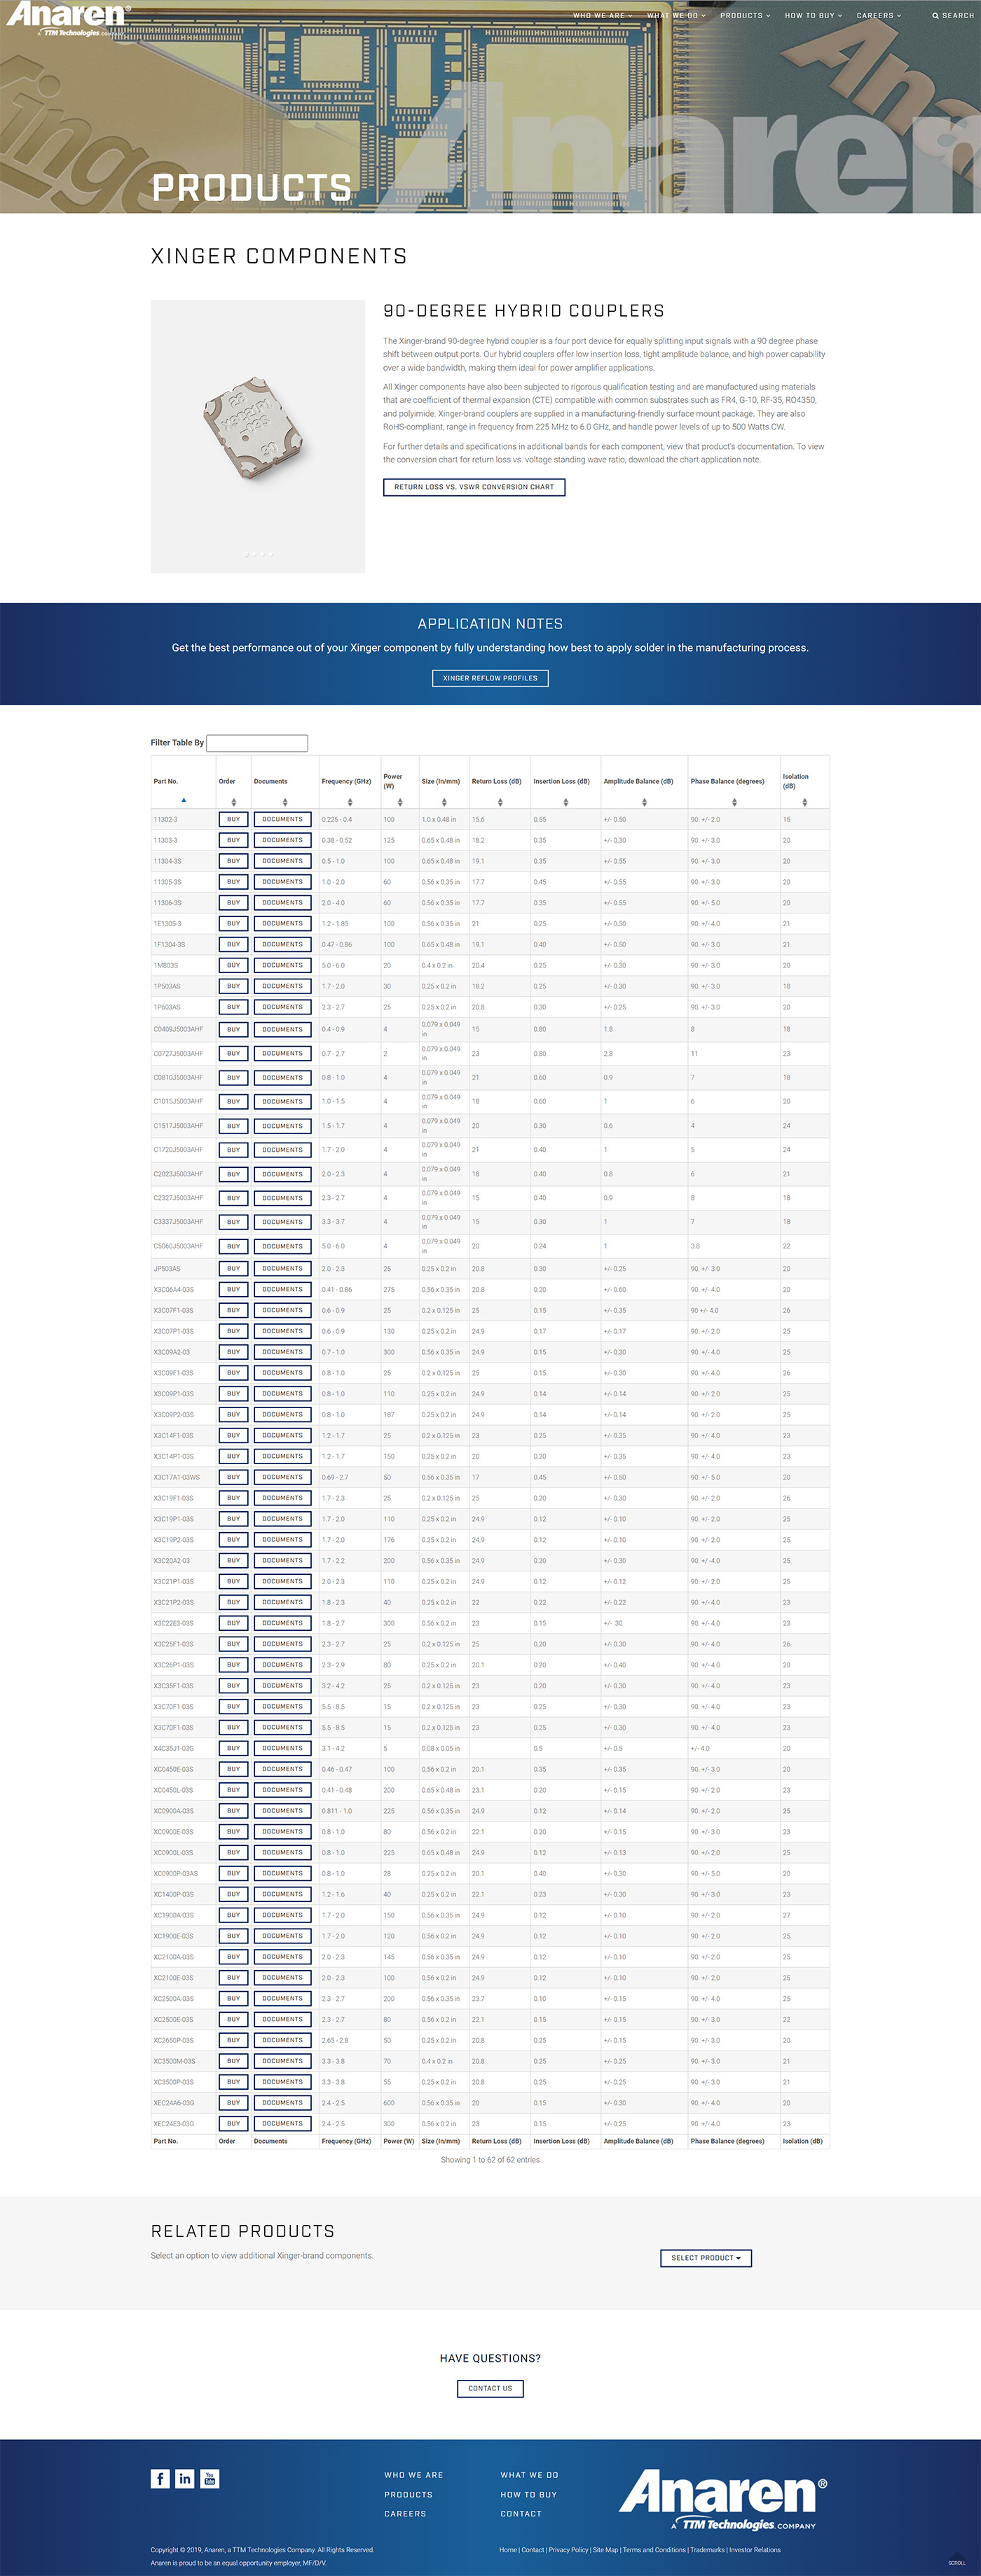 Anaren®
A TTM Technologies COMPANY
WHO WE ARE WHAT WE DO PRODUCTS HOW TO BUY CAREERS SEARCH
Anaren
PRODUCTS
XINGER COMPONENTS
90-DEGREE HYBRID COUPLERS
The Xinger-brand 90-degree hybrid coupler is a four port device for equally splitting input signals with a 90 degree phase
shift between output ports. Our hybrid couplers offer low insertion loss, tight amplitude balance, and high power capability
over a wide bandwidth, making them ideal for power amplifier applications.
All Xinger components have also been subjected to rigorous qualification testing and are manufactured using materials
that are coefficient of thermal expansion (CTE) compatible with common substrates such as FR4, G-10, RF-35, RO4350,
and polyimide. Xinger-brand couplers are supplied in a manufacturing-friendly surface mount package. They are also
RoHS-compliant, range in frequency from 225 MHz to 6.0 GHz, and handle power levels of up to 500 Watts CW.
For further details and specifications in additional bands for each component, view that product's documentation. To view
the conversion chart for return loss vs. voltage standing wave ratio, download the chart application note.
RETURN LOSS VS. VSWR CONVERSION CHART
APPLICATION NOTES
Get the best performance out of your Xinger component by fully understanding how best to apply solder in the manufacturing process.
XINGER REFLOW PROFILES
Filter Table By
Part No. Order Documents Frequency (GHz) Power (W) Size (In/mm) Return Loss (dB) Insertion Loss (dB) Amplitude Balance (dB) Phase Balance (degrees) Isolation (dB)
11302-3 BUY DOCUMENTS 0.225 - 0.4 100 1.0 x 0.48 in 15.6 0.55 +/- 0.50 90. +/- 2.0 15
11303-3 BUY DOCUMENTS 0.38 - 0.52 125 0.65 x 0.48 in 18.2 0.35 +/- 0.30 90. +/- 3.0 20
11304-3S BUY DOCUMENTS 0.5 - 1.0 100 0.65 x 0.48 in 19.1 0.35 +/- 0.55 90. +/- 3.0 20
11305-3S BUY DOCUMENTS 1.0 - 2.0 60 0.56 x 0.35 in 17.7 0.45 +/- 0.55 90. +/- 3.0 20
11306-3S BUY DOCUMENTS 2.0 - 4.0 60 0.56 x 0.35 in 17.7 0.35 +/- 0.55 90. +/- 5.0 20
1E1305-3 BUY DOCUMENTS 1.2 - 1.85 100 0.56 x 0.35 in 21 0.25 +/- 0.50 90. +/- 4.0 21
1F1304-3S BUY DOCUMENTS 0.47 - 0.86 100 0.65 x 0.48 in 19.1 0.40 +/- 0.50 90. +/- 3.0 21
1M803S BUY DOCUMENTS 5.0 - 6.0 20 0.4 x 0.2 in 20.4 0.25 +/- 0.30 90. +/- 3.0 20
1P503AS BUY DOCUMENTS 1.7 - 2.0 30 0.25 x 0.2 in 18.2 0.25 +/- 0.30 90. +/- 3.0 18
1P603AS BUY DOCUMENTS 2.3 - 2.7 25 0.25 x 0.2 in 20.8 0.30 +/- 0.25 90. +/- 3.0 20
C0409J5003AHF BUY DOCUMENTS 0.4 - 0.9 4 0.079 x 0.049 in 15 0.80 1.8 8 18
C0727J5003AHF BUY DOCUMENTS 0.7 - 2.7 2 0.079 x 0.049 in 23 0.80 2.8 11 23
C0810J5003AHF BUY DOCUMENTS 0.8 - 1.0 4 0.079 x 0.049 in 21 0.60 0.9 7 18
C1015J5003AHF BUY DOCUMENTS 1.0 - 1.5 4 0.079 x 0.049 in 18 0.60 1 6 20
C1517J5003AHF BUY DOCUMENTS 1.5 - 1.7 4 0.079 x 0.049 in 20 0.30 0.6 4 24
C1720J5003AHF BUY DOCUMENTS 1.7 - 2.0 4 0.079 x 0.049 in 21 0.40 1 5 24
C2023J5003AHF BUY DOCUMENTS 2.0 - 2.3 4 0.079 x 0.049 in 18 0.40 0.8 6 21
C2327J5003AHF BUY DOCUMENTS 2.3 - 2.7 4 0.079 x 0.049 in 15 0.40 0.9 8 18
C3337J5003AHF BUY DOCUMENTS 3.3 - 3.7 4 0.079 x 0.049 in 15 0.30 1 7 18
C5060J5003AHF BUY DOCUMENTS 5.0 - 6.0 4 0.079 x 0.049 in 20 0.24 1 3.8 22
JP503AS BUY DOCUMENTS 2.0 - 2.3 25 0.25 x 0.2 in 20.8 0.30 +/- 0.25 90. +/- 3.0 20
X3C06A4-03S BUY DOCUMENTS 0.41 - 0.86 275 0.56 x 0.35 in 20.8 0.20 +/- 0.60 90. +/- 4.0 20
X3C07F1-03S BUY DOCUMENTS 0.6 - 0.9 25 0.2 x 0.125 in 25 0.15 +/- 0.35 90 +/- 4.0 26
X3C07P1-03S BUY DOCUMENTS 0.6 - 0.9 130 0.25 x 0.2 in 24.9 0.17 +/- 0.17 90. +/- 2.0 25
X3C09A2-03 BUY DOCUMENTS 0.7 - 1.0 300 0.56 x 0.35 in 24.9 0.15 +/- 0.30 90. +/- 4.0 25
X3C09F1-03S BUY DOCUMENTS 0.8 - 1.0 25 0.2 x 0.125 in 25 0.15 +/- 0.30 90. +/- 4.0 26
X3C09P1-03S BUY DOCUMENTS 0.8 - 1.0 110 0.25 x 0.2 in 24.9 0.14 +/- 0.14 90. +/- 2.0 25
X3C09P2-03S BUY DOCUMENTS 0.8 - 1.0 187 0.25 x 0.2 in 24.9 0.14 +/- 0.14 90. +/- 2.0 25
X3C14F1-03S BUY DOCUMENTS 1.2 - 1.7 25 0.2 x 0.125 in 23 0.25 +/- 0.35 90. +/- 4.0 23
X3C14P1-03S BUY DOCUMENTS 1.2 - 1.7 150 0.25 x 0.2 in 20 0.20 +/- 0.35 90. +/- 4.0 23
X3C17A1-03WS BUY DOCUMENTS 0.69 - 2.7 50 0.56 x 0.35 in 17 0.45 +/- 0.50 90. +/- 5.0 20
X3C19F1-03S BUY DOCUMENTS 1.7 - 2.3 25 0.2 x 0.125 in 25 0.20 +/- 0.30 90. +/- 2.0 26
X3C19P1-03S BUY DOCUMENTS 1.7 - 2.0 110 0.25 x 0.2 in 24.9 0.12 +/- 0.10 90. +/- 2.0 25
X3C19P2-03S BUY DOCUMENTS 1.7 - 2.0 176 0.25 x 0.2 in 24.9 0.12 +/- 0.10 90. +/- 2.0 25
X3C20A2-03 BUY DOCUMENTS 1.7 - 2.2 200 0.56 x 0.35 in 24.9 0.20 +/- 0.30 90. +/ -4.0 25
X3C21P1-03S BUY DOCUMENTS 2.0 - 2.3 110 0.25 x 0.2 in 24.9 0.12 +/- 0.12 90. +/- 2.0 25
X3C21P2-03S BUY DOCUMENTS 1.8 - 2.3 40 0.25 x 0.2 in 22 0.22 +/- 0.22 90. +/- 4.0 23
X3C22E3-03S BUY DOCUMENTS 1.8 - 2.7 300 0.56 x 0.2 in 23 0.15 +/- .30 90. +/- 4.0 23
X3C25F1-03S BUY DOCUMENTS 2.3 - 2.7 25 0.2 x 0.125 in 25 0.20 +/- 0.30 90. +/- 4.0 26
X3C26P1-03S BUY DOCUMENTS 2.3 - 2.9 80 0.25 x 0.2 in 20.1 0.20 +/- 0.40 90. +/- 4.0 20
X3C35F1-03S BUY DOCUMENTS 3.2 - 4.2 25 0.2 x 0.125 in 23 0.20 +/- 0.30 90. +/- 4.0 23
X3C70F1-03S BUY DOCUMENTS 5.5 - 8.5 15 0.2 x 0.125 in 23 0.25 +/- 0.30 90. +/- 4.0 23
X3C70F1-03S BUY DOCUMENTS 5.5 - 8.5 15 0.2 x 0.125 in 23 0.25 +/- 0.30 90. +/- 4.0 23
X4C35J1-03G BUY DOCUMENTS 3.1 - 4.2 5 0.08 x 0.05 in 0.5 +/- 0.5 +/- 4.0 20
XC0450E-03S BUY DOCUMENTS 0.46 - 0.47 100 0.56 x 0.2 in 20.1 0.35 +/- 0.35 90. +/- 3.0 20
XC0450L-03S BUY DOCUMENTS 0.41 - 0.48 200 0.65 x 0.48 in 23.1 0.20 +/- 0.15 90. +/- 2.0 23
XC0900A-03S BUY DOCUMENTS 0.811 - 1.0 225 0.56 x 0.35 in 24.9 0.12 +/- 0.14 90. +/- 2.0 25
XC0900E-03S BUY DOCUMENTS 0.8 - 1.0 80 0.56 x 0.2 in 22.1 0.20 +/- 0.15 90. +/- 3.0 23
XC0900L-03S BUY DOCUMENTS 0.8 - 1.0 225 0.65 x 0.48 in 24.9 0.12 +/- 0.13 90. +/- 2.0 25
XC0900P-03AS BUY DOCUMENTS 0.8 - 1.0 28 0.25 x 0.2 in 20.1 0.40 +/- 0.30 90. +/- 5.0 20
XC1400P-03S BUY DOCUMENTS 1.2 - 1.6 40 0.25 x 0.2 in 22.1 0.23 +/- 0.30 90. +/- 3.0 23
XC1900A-03S BUY DOCUMENTS 1.7 - 2.0 150 0.56 x 0.35 in 24.9 0.12 +/- 0.10 90. +/- 2.0 27
XC1900E-03S BUY DOCUMENTS 1.7 - 2.0 120 0.56 x 0.2 in 24.9 0.12 +/- 0.10 90. +/- 2.0 25
XC2100A-03S BUY DOCUMENTS 2.0 - 2.3 145 0.56 x 0.35 in 24.9 0.12 +/- 0.10 90. +/- 2.0 25
XC2100E-03S BUY DOCUMENTS 2.0 - 2.3 100 0.56 x 0.2 in 24.9 0.12 +/- 0.10 90. +/- 2.0 25
XC2500A-03S BUY DOCUMENTS 2.3 - 2.7 200 0.56 x 0.35 in 23.7 0.10 +/- 0.15 90. +/- 4.0 25
XC2500E-03S BUY DOCUMENTS 2.3 - 2.7 80 0.56 x 0.2 in 22.1 0.15 +/- 0.15 90. +/- 3.0 22
XC2650P-03S BUY DOCUMENTS 2.65 - 2.8 50 0.25 x 0.2 in 20.8 0.25 +/- 0.15 90. +/- 3.0 20
XC3500M-03S BUY DOCUMENTS 3.3 - 3.8 70 0.4 x 0.2 in 20.8 0.25 +/- 0.25 90. +/- 3.0 21
XC3500P-03S BUY DOCUMENTS 3.3 - 3.8 55 0.25 x 0.2 in 20.8 0.25 +/- 0.25 90. +/- 3.0 21
XEC24A6-03G BUY DOCUMENTS 2.4 - 2.5 600 0.56 x 0.35 in 20 0.15 +/- 0.30 90. +/- 4.0 20
XEC24E3-03G BUY DOCUMENTS 2.4 - 2.5 300 0.56 x 0.2 in 23 0.15 +/- 0.25 90. +/- 4.0 23
Part No. Order Documents Frequency (GHz) Power (W) Size (In/mm) Return Loss (dB) Insertion Loss (dB) Amplitude Balance (dB) Phase Balance (degrees) Isolation (dB)
Showing 1 to 62 of 62 entries
RELATED PRODUCTS
Select an option to view additional Xinger-brand components.
SELECT PRODUCT
HAVE QUESTIONS?
CONTACT US
WHO WE ARE WHAT WE DO
PRODUCTS HOW TO BUY
CAREERS CONTACT
Anaren®
A TTM Technologies. COMPANY
Copyright © 2019, Anaren, a TTM Technologies Company. All Rights Reserved.
Anaren is proud to be an equal opportunity employer, MF/D/V.
Home | Contact | Privacy Policy | Site Map | Terms and Conditions | Trademarks | Investor Relations
SCROLL